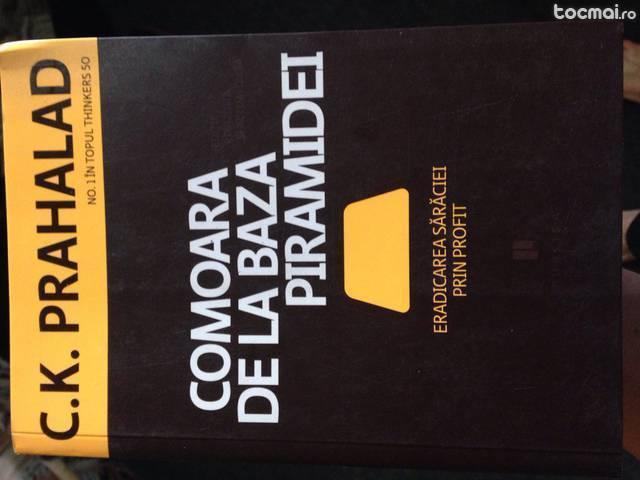 tocmai.ro
C.K. PRAHALAD
NO. 1 ÎN TOPUL THINKERS 50
COMOARA
DE LA BAZA
PIRAMIDEI
ERADICAREA SĂRĂCIEI
PRIN PROFIT